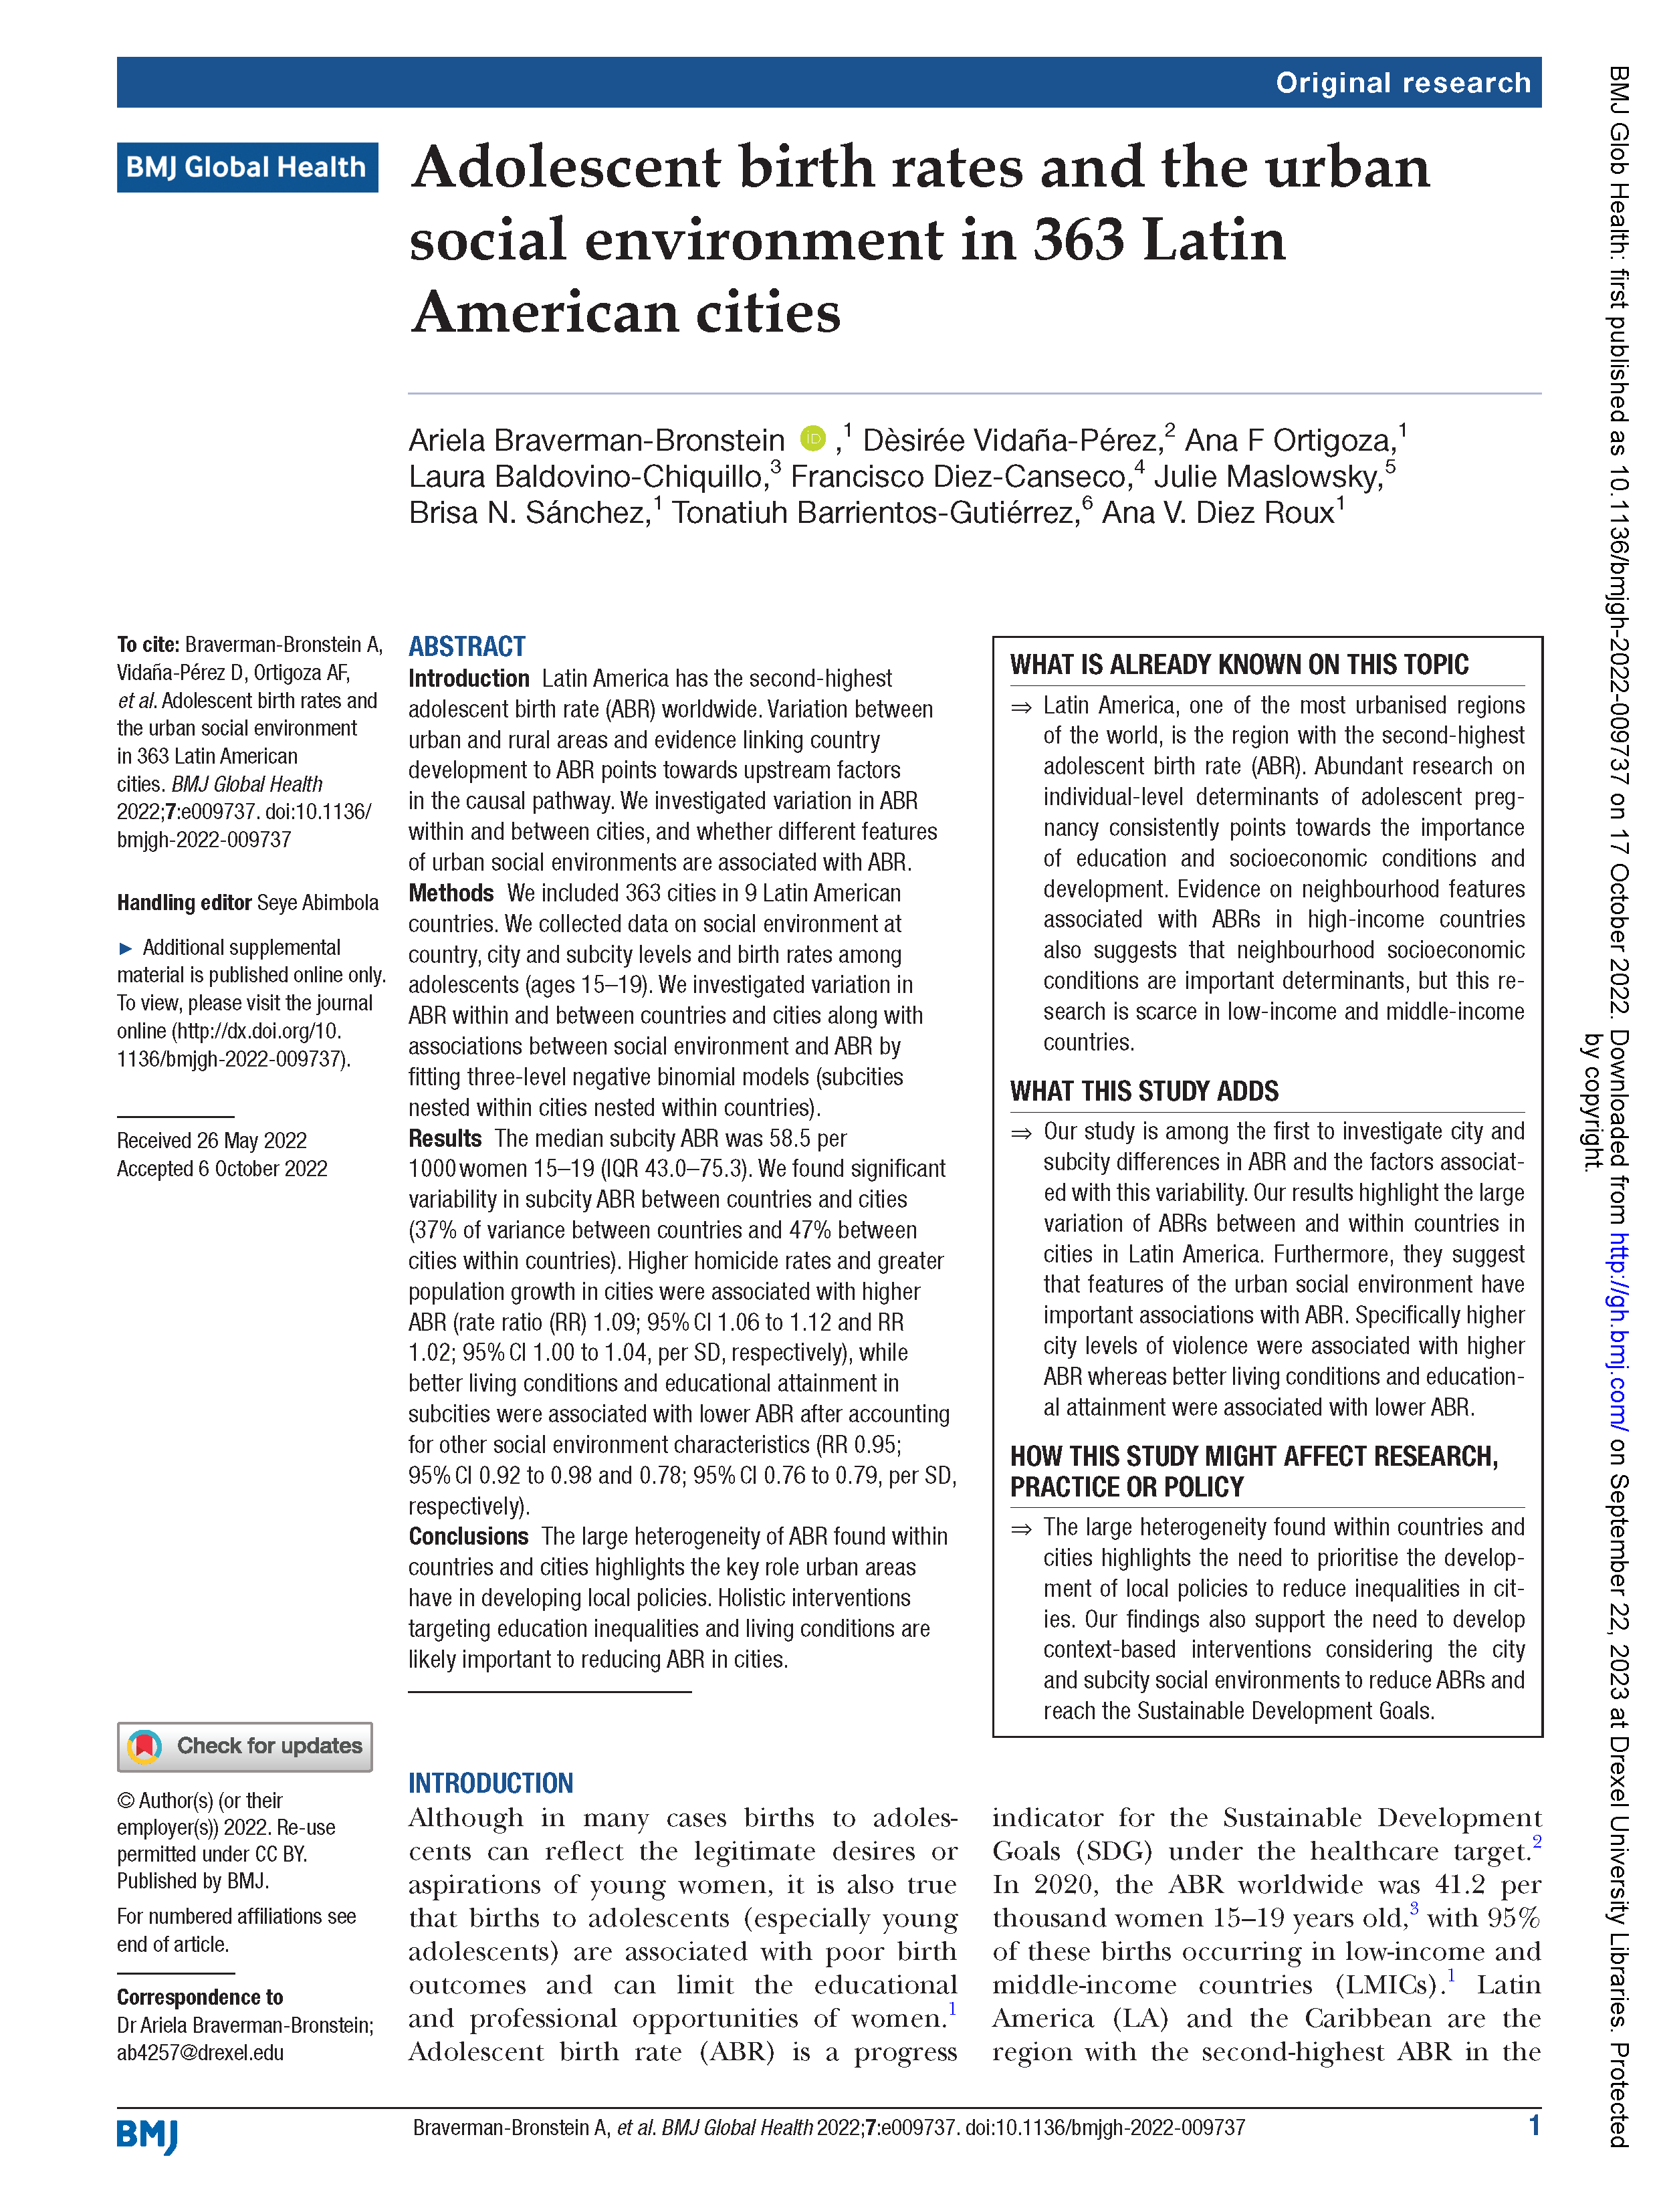 Original research
BMJ Global Health
Adolescent birth rates and the urban
social environment in 363 Latin
American cities
Ariela Braverman-Bronstein iD ,1 Dèsirée Vidaña-Pérez,2 Ana F Ortigoza,1
Laura Baldovino-Chiquillo,3 Francisco Diez-Canseco,4 Julie Maslowsky,5
Brisa N. Sánchez,1 Tonatiuh Barrientos-Gutiérrez,6 Ana V. Diez Roux1
To cite: Braverman-Bronstein A,
Vidaña-Pérez D, Ortigoza AF,
et al. Adolescent birth rates and
the urban social environment
in 363 Latin American
cities. BMJ Global Health
2022;7:e009737. doi:10.1136/
bmjgh-2022-009737
Handling editor Seye Abimbola
► Additional supplemental
material is published online only.
To view, please visit the journal
online (http://dx.doi.org/10.
1136/bmjgh-2022-009737).
Received 26 May 2022
Accepted 6 October 2022
Check for updates
© Author(s) (or their
employer(s)) 2022. Re-use
permitted under CC BY.
Published by BMJ.
For numbered affiliations see
end of article.
Correspondence to
Dr Ariela Braverman-Bronstein;
ab4257@drexel.edu
ABSTRACT
Introduction Latin America has the second-highest
adolescent birth rate (ABR) worldwide. Variation between
urban and rural areas and evidence linking country
development to ABR points towards upstream factors
in the causal pathway. We investigated variation in ABR
within and between cities, and whether different features
of urban social environments are associated with ABR.
Methods We included 363 cities in 9 Latin American
countries. We collected data on social environment at
country, city and subcity levels and birth rates among
adolescents (ages 15–19). We investigated variation in
ABR within and between countries and cities along with
associations between social environment and ABR by
fitting three-level negative binomial models (subcities
nested within cities nested within countries).
Results The median subcity ABR was 58.5 per
1000 women 15–19 (IQR 43.0–75.3). We found significant
variability in subcity ABR between countries and cities
(37% of variance between countries and 47% between
cities within countries). Higher homicide rates and greater
population growth in cities were associated with higher
ABR (rate ratio (RR) 1.09; 95% CI 1.06 to 1.12 and RR
1.02; 95% CI 1.00 to 1.04, per SD, respectively), while
better living conditions and educational attainment in
subcities were associated with lower ABR after accounting
for other social environment characteristics (RR 0.95;
95% CI 0.92 to 0.98 and 0.78; 95% CI 0.76 to 0.79, per SD,
respectively).
Conclusions The large heterogeneity of ABR found within
countries and cities highlights the key role urban areas
have in developing local policies. Holistic interventions
targeting education inequalities and living conditions are
likely important to reducing ABR in cities.
WHAT IS ALREADY KNOWN ON THIS TOPIC
⇒ Latin America, one of the most urbanised regions
of the world, is the region with the second-highest
adolescent birth rate (ABR). Abundant research on
individual-level determinants of adolescent preg-
nancy consistently points towards the importance
of education and socioeconomic conditions and
development. Evidence on neighbourhood features
associated with ABRs in high-income countries
also suggests that neighbourhood socioeconomic
conditions are important determinants, but this re-
search is scarce in low-income and middle-income
countries.
WHAT THIS STUDY ADDS
⇒ Our study is among the first to investigate city and
subcity differences in ABR and the factors associat-
ed with this variability. Our results highlight the large
variation of ABRs between and within countries in
cities in Latin America. Furthermore, they suggest
that features of the urban social environment have
important associations with ABR. Specifically higher
city levels of violence were associated with higher
ABR whereas better living conditions and education-
al attainment were associated with lower ABR.
HOW THIS STUDY MIGHT AFFECT RESEARCH,
PRACTICE OR POLICY
⇒ The large heterogeneity found within countries and
cities highlights the need to prioritise the develop-
ment of local policies to reduce inequalities in cit-
ies. Our findings also support the need to develop
context-based interventions considering the city
and subcity social environments to reduce ABRs and
reach the Sustainable Development Goals.
INTRODUCTION
Although in many cases births to adoles-
cents can reflect the legitimate desires or
aspirations of young women, it is also true
that births to adolescents (especially young
adolescents) are associated with poor birth
outcomes and can limit the educational
and professional opportunities of women.1
Adolescent birth rate (ABR) is a progress
indicator for the Sustainable Development
Goals (SDG) under the healthcare target.2
In 2020, the ABR worldwide was 41.2 per
thousand women 15–19 years old,3 with 95%
of these births occurring in low-income and
middle-income countries (LMICs).1 Latin
America (LA) and the Caribbean are the
region with the second-highest ABR in the
BMJ
Braverman-Bronstein A, et al. BMJ Global Health 2022;7:e009737. doi:10.1136/bmjgh-2022-009737
1
BMJ Glob Health: first published as 10.1136/bmjgh-2022-009737 on 17 October 2022. Downloaded from http://gh.bmj.com/ on September 22, 2023 at Drexel University Libraries. Protected
by copyright.